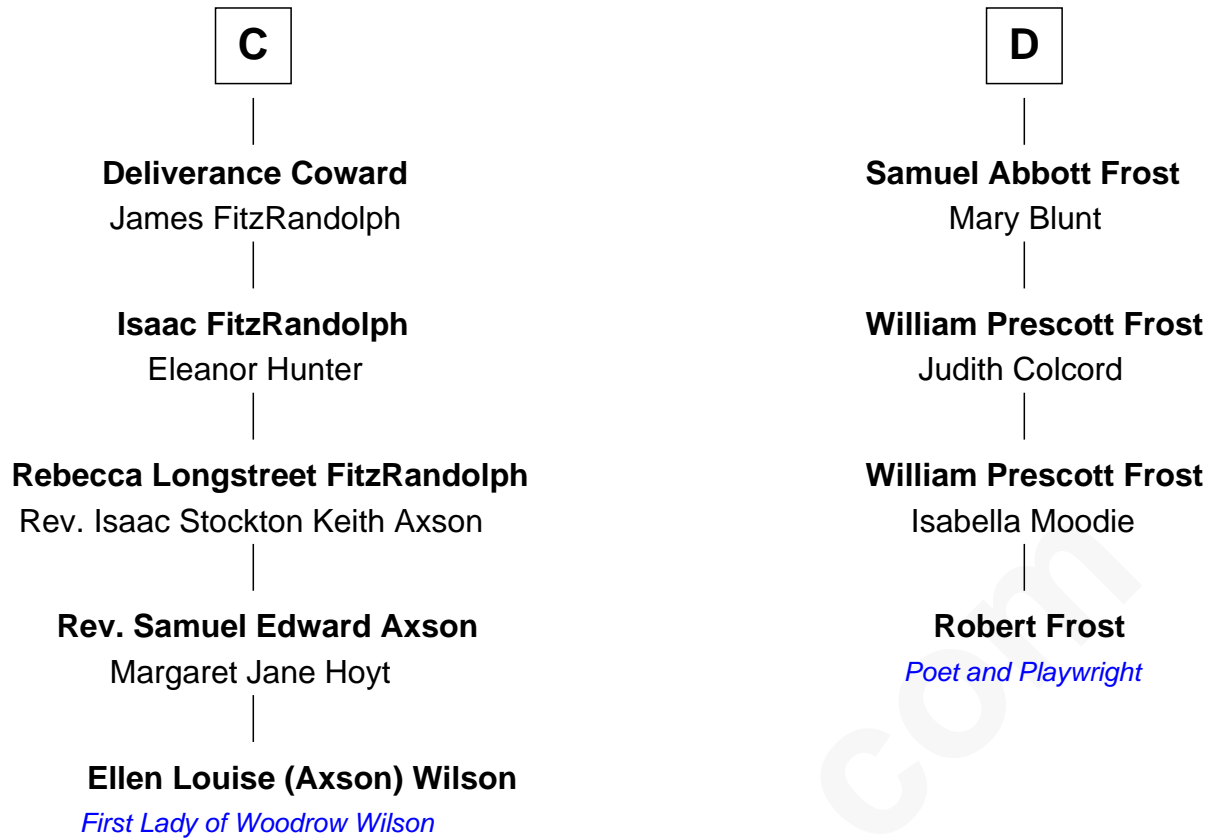 C
Deliverance Coward
James FitzRandolph
Isaac FitzRandolph
Eleanor Hunter
Rebecca Longstreet FitzRandolph
Rev. Isaac Stockton Keith Axson
Rev. Samuel Edward Axson
Margaret Jane Hoyt
Ellen Louise (Axson) Wilson
First Lady of Woodrow Wilson
D
Samuel Abbott Frost
Mary Blunt
William Prescott Frost
Judith Colcord
William Prescott Frost
Isabella Moodie
Robert Frost
Poet and Playwright
com